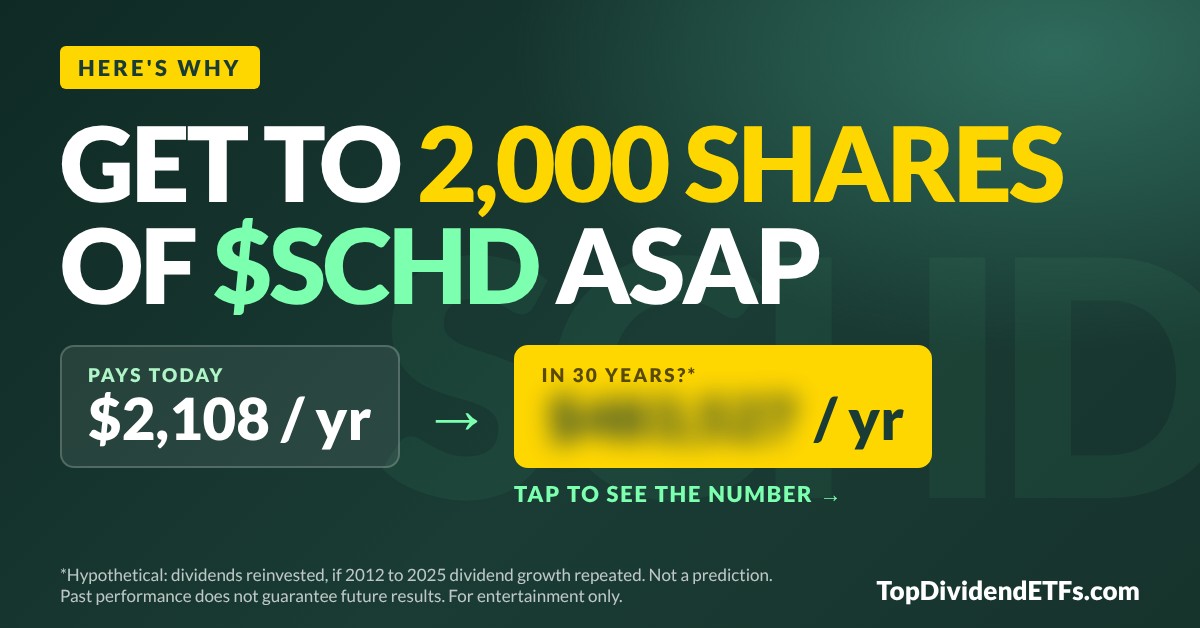 HERE'S WHY
GET TO 2,000 SHARES
OF $SCHD ASAP
PAYS TODAY
$2,108 / yr
→
IN 30 YEARS?*
/ yr
TAP TO SEE THE NUMBER →
SCHD
*Hypothetical: dividends reinvested, if 2012 to 2025 dividend growth repeated. Not a prediction.
Past performance does not guarantee future results. For entertainment only.
TopDividendETFs.com